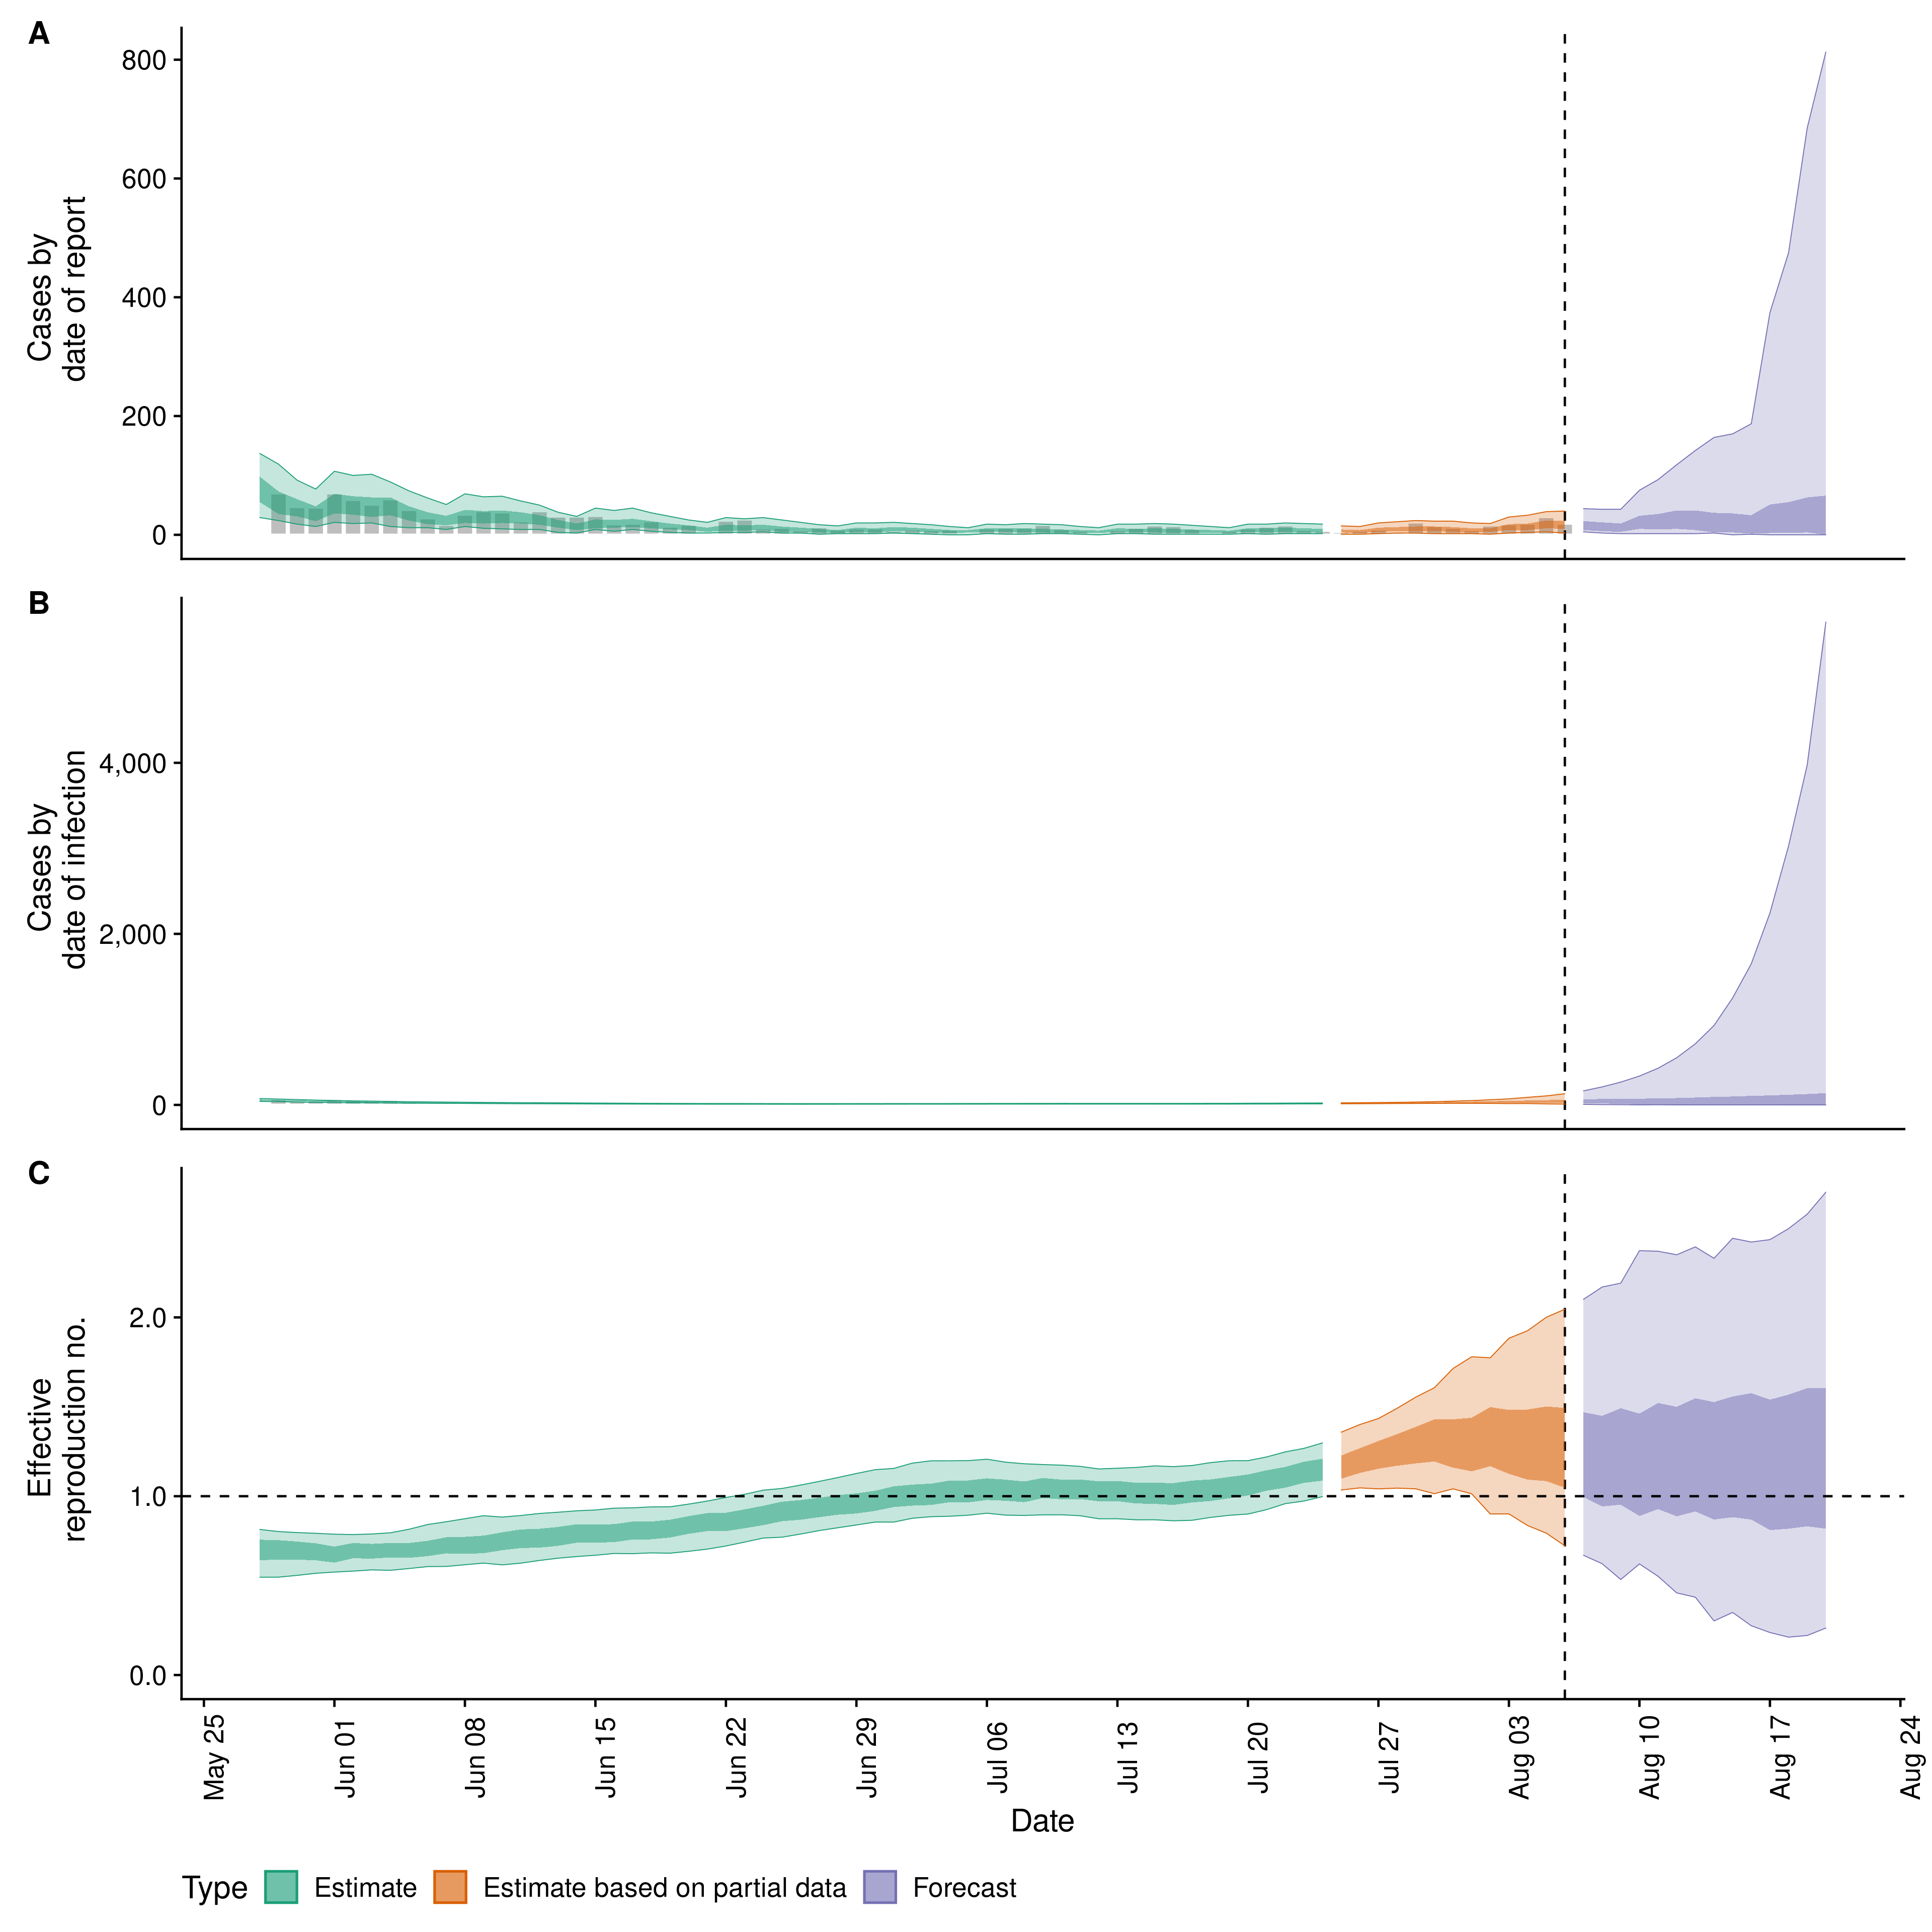 A
800
600
400
200
0
Cases by
date of report
B
4,000
2,000
0
Cases by
date of infection
C
2.0
1.0
0.0
Effective
reproduction no.
May 25
Jun 01
Jun 08
Jun 15
Jun 22
Jun 29
Jul 06
Jul 13
Jul 20
Jul 27
Aug 03
Aug 10
Aug 17
Aug 24
Date
Type
Estimate
Estimate based on partial data
Forecast